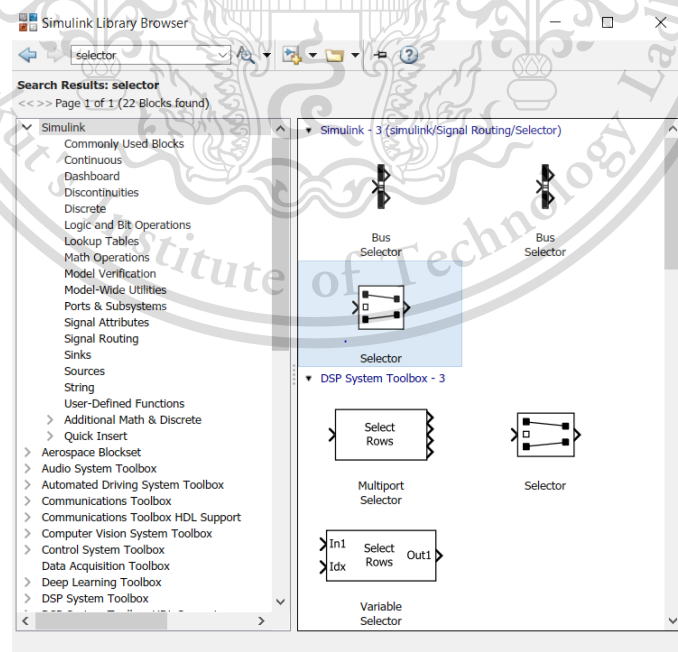 Simulink Library Browser
selector
Search Results: selector
<< >> Page 1 of 1 (22 Blocks found)
Simulink
Commonly Used Blocks
Continuous
Dashboard
Discontinuities
Discrete
Logic and Bit Operations
Lookup Tables
Math Operations
Model Verification
Model-Wide Utilities
Ports & Subsystems
Signal Attributes
Signal Routing
Sinks
Sources
String
User-Defined Functions
Additional Math & Discrete
Quick Insert
Aerospace Blockset
Audio System Toolbox
Automated Driving System Toolbox
Communications Toolbox
Communications Toolbox HDL Support
Computer Vision System Toolbox
Control System Toolbox
Data Acquisition Toolbox
Deep Learning Toolbox
DSP System Toolbox
Simulink - 3 (simulink/Signal Routing/Selector)
Bus
Selector
Bus
Selector
Selector
DSP System Toolbox - 3
Select
Rows
Multiport
Selector
Selector
In1
Idx
Select
Rows
Out1
Variable
Selector
Institute of Technology